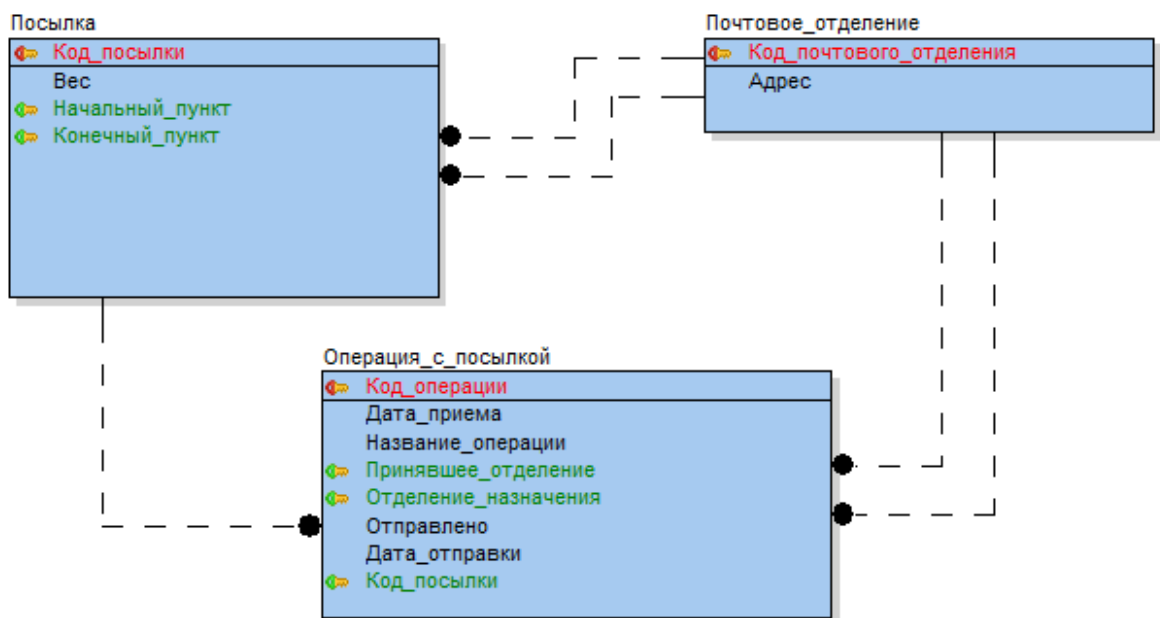 Посылка
Код_посылки
Вес
Начальный_пункт
Конечный_пункт
Почтовое_отделение
Код_почтового_отделения
Адрес
Операция_с_посылкой
Код_операции
Дата_приема
Название_операции
Принявшее_отделение
Отделение_назначения
Отправлено
Дата_отправки
Код_посылки